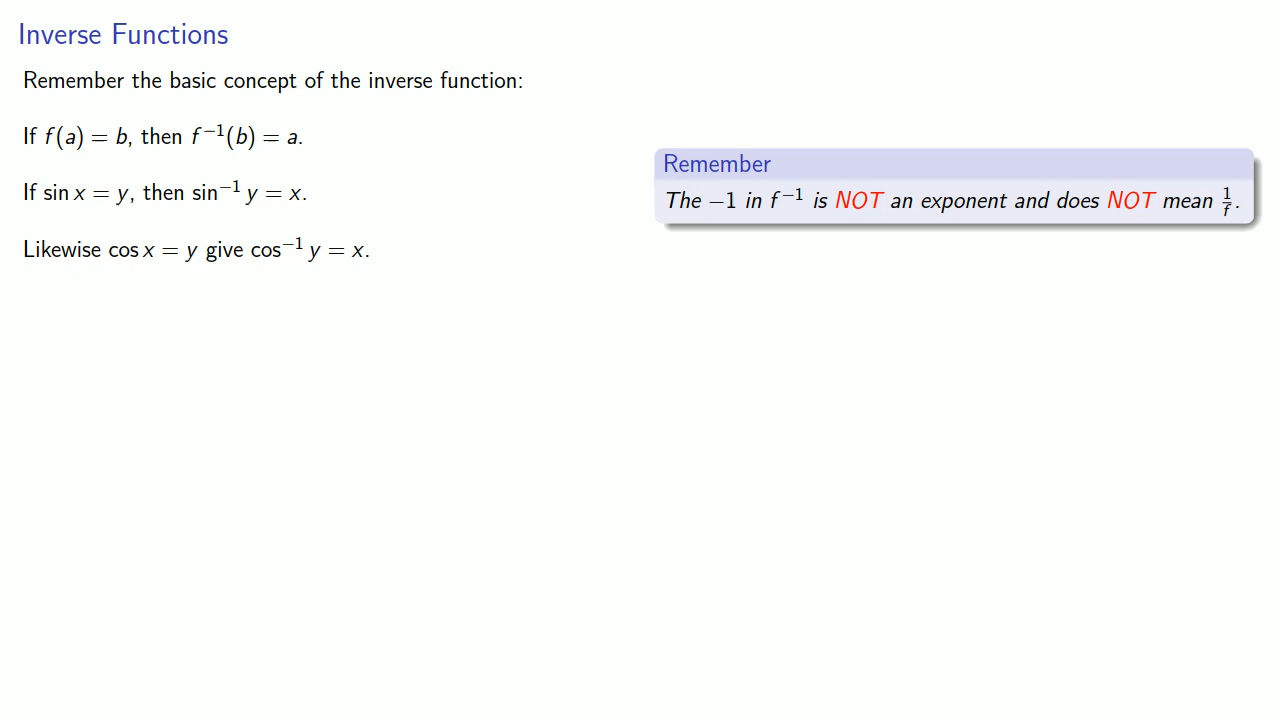 Inverse Functions
Remember the basic concept of the inverse function:
If f(a) = b, then f⁻¹(b) = a.
If sin x = y, then sin⁻¹ y = x.
Likewise cos x = y give cos⁻¹ y = x.
Remember
The −1 in f⁻¹ is NOT an exponent and does NOT mean 1/f.